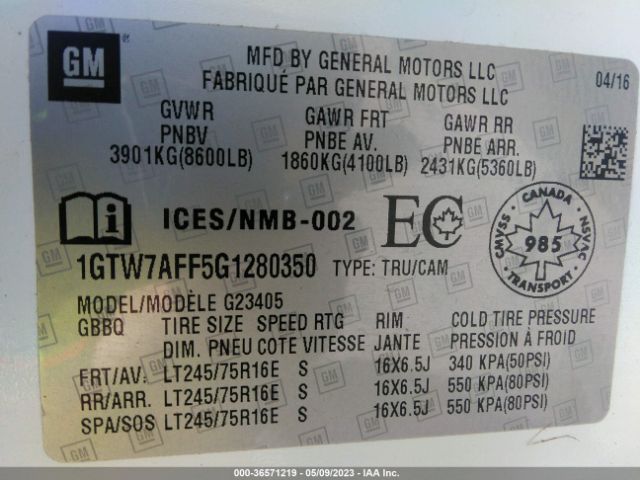 GM
MFD BY GENERAL MOTORS LLC
FABRIQUÉ PAR GENERAL MOTORS LLC
04/16
GVWR GAWR FRT GAWR RR
PNBV PNBE AV. PNBE ARR.
3901KG(8600LB) 1860KG(4100LB) 2431KG(5360LB)
ICES/NMB-002 EC
CANADA CMVSS NSVAC 985 TRANSPORT
1GTW7AFF5G1280350 TYPE: TRU/CAM
MODEL/MODÈLE G23405
GBBQ TIRE SIZE SPEED RTG RIM COLD TIRE PRESSURE
DIM. PNEU COTE VITESSE JANTE PRESSION À FROID
FRT/AV. LT245/75R16E S 16X6.5J 340 KPA(50PSI)
RR/ARR. LT245/75R16E S 16X6.5J 550 KPA(80PSI)
SPA/SOS LT245/75R16E S 16X6.5J 550 KPA(80PSI)
000-36571219 - 05/09/2023 - IAA Inc.